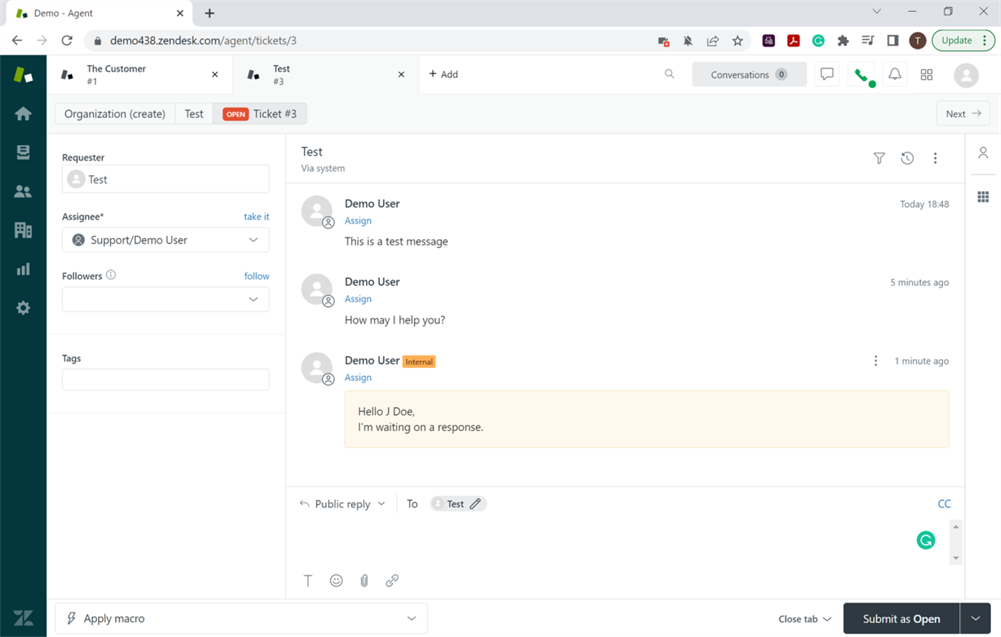 Demo - Agent
demo438.zendesk.com/agent/tickets/3
T
Update
The Customer
#1
Test
#3
+ Add
Conversations 0
Organization (create)
Test
OPEN Ticket #3
Next
Requester
Test
Assignee*
take it
Support/Demo User
Followers
follow
Tags
Test
Via system
Demo User
Today 18:48
Assign
This is a test message
Demo User
5 minutes ago
Assign
How may I help you?
Demo User Internal
1 minute ago
Assign
Hello J Doe,
I'm waiting on a response.
Public reply
To
Test
CC
T
Apply macro
Close tab
Submit as Open